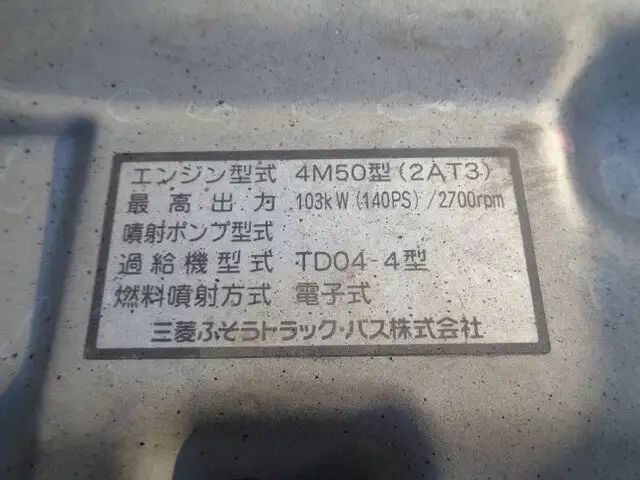 エンジン型式 4M50型(2AT3)
最高出力 103kW(140PS)/2700rpm
噴射ポンプ型式
過給機型式 TD04-4型
燃料噴射方式 電子式
三菱ふそうトラック・バス株式会社